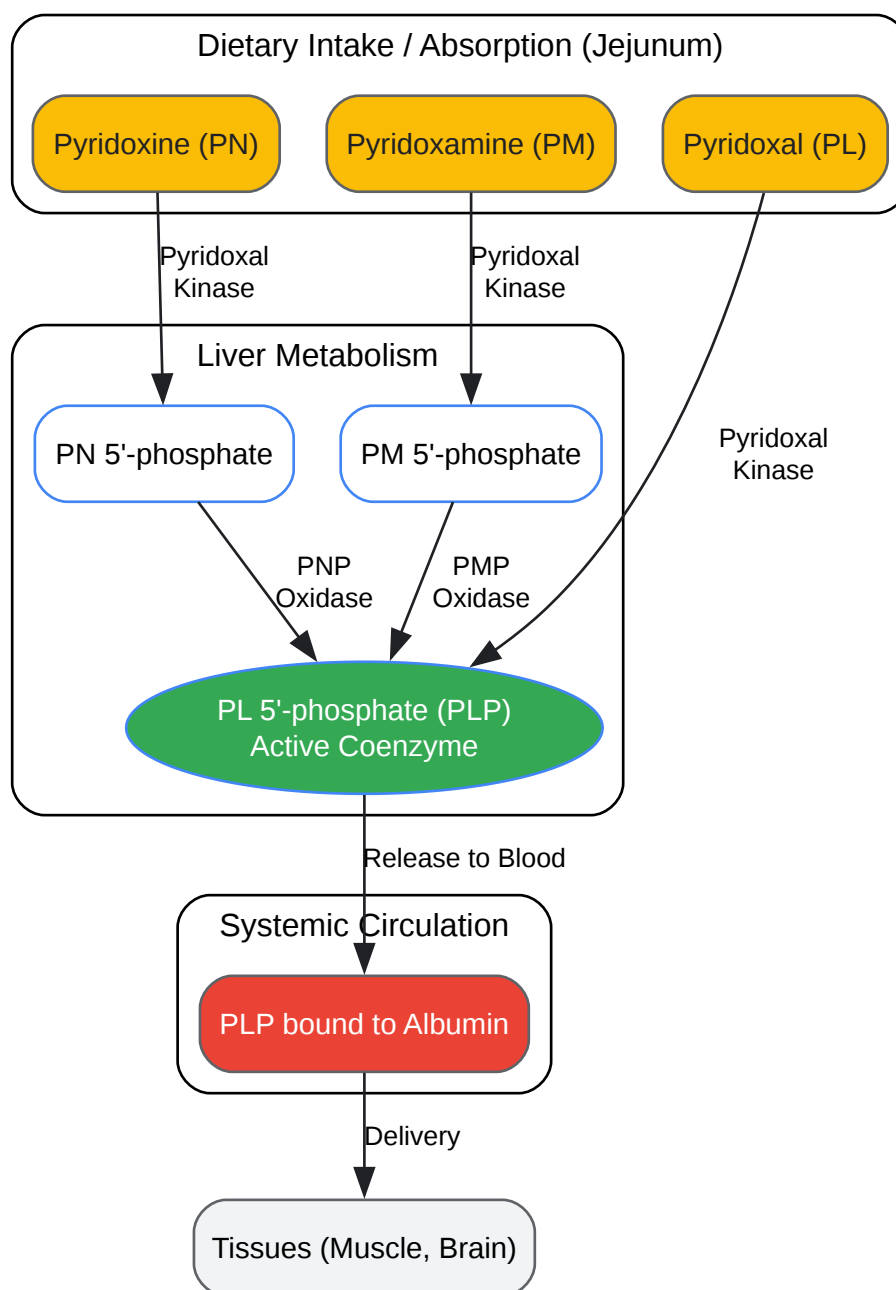 Dietary Intake / Absorption (Jejunum)
Pyridoxine (PN)
Pyridoxamine (PM)
Pyridoxal (PL)
Pyridoxal
Kinase
Pyridoxal
Kinase
Liver Metabolism
Pyridoxal
Kinase
PN 5'-phosphate
PM 5'-phosphate
PNP
Oxidase
PMP
Oxidase
PL 5'-phosphate (PLP)
Active Coenzyme
Release to Blood
Systemic Circulation
PLP bound to Albumin
Delivery
Tissues (Muscle, Brain)